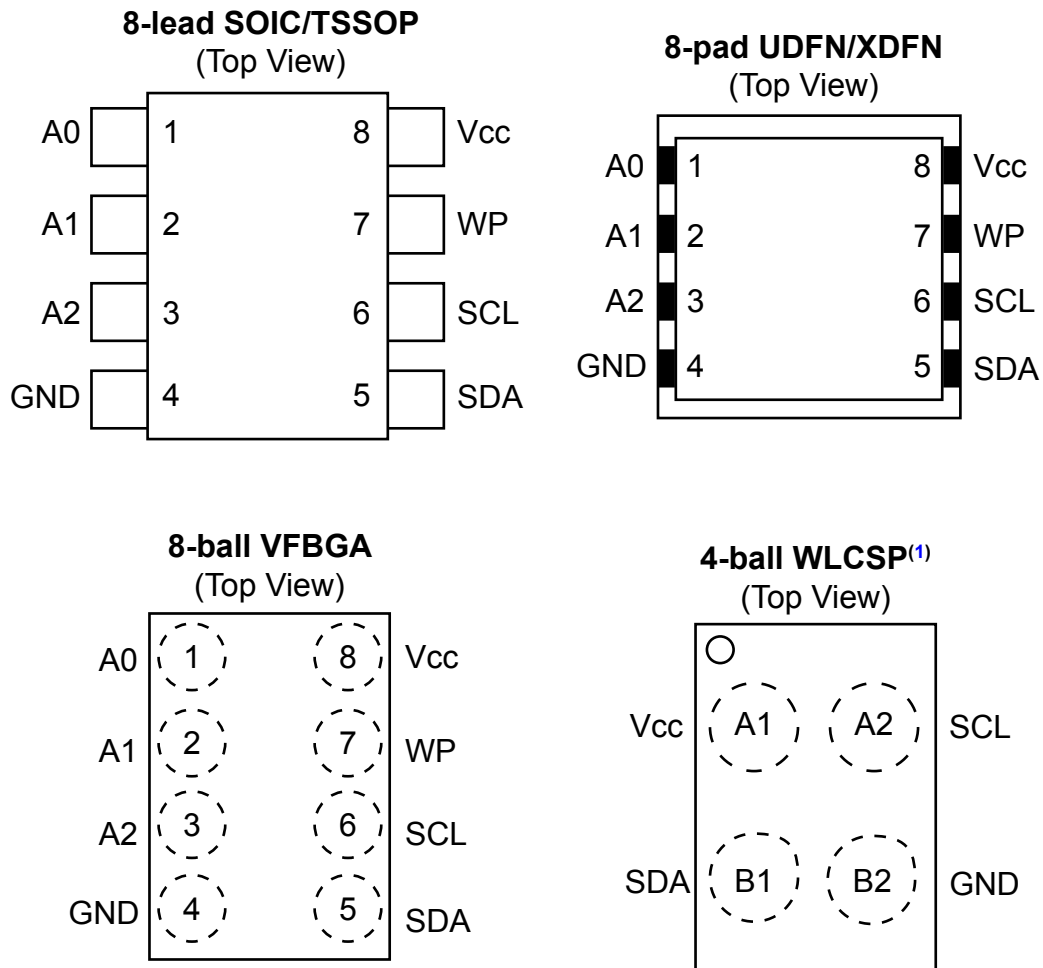 8-lead SOIC/TSSOP
(Top View)
A0 1 8 Vcc
A1 2 7 WP
A2 3 6 SCL
GND 4 5 SDA
8-pad UDFN/XDFN
(Top View)
A0 1 8 Vcc
A1 2 7 WP
A2 3 6 SCL
GND 4 5 SDA
8-ball VFBGA
(Top View)
A0 1 8 Vcc
A1 2 7 WP
A2 3 6 SCL
GND 4 5 SDA
4-ball WLCSP(1)
(Top View)
Vcc A1 A2 SCL
SDA B1 B2 GND